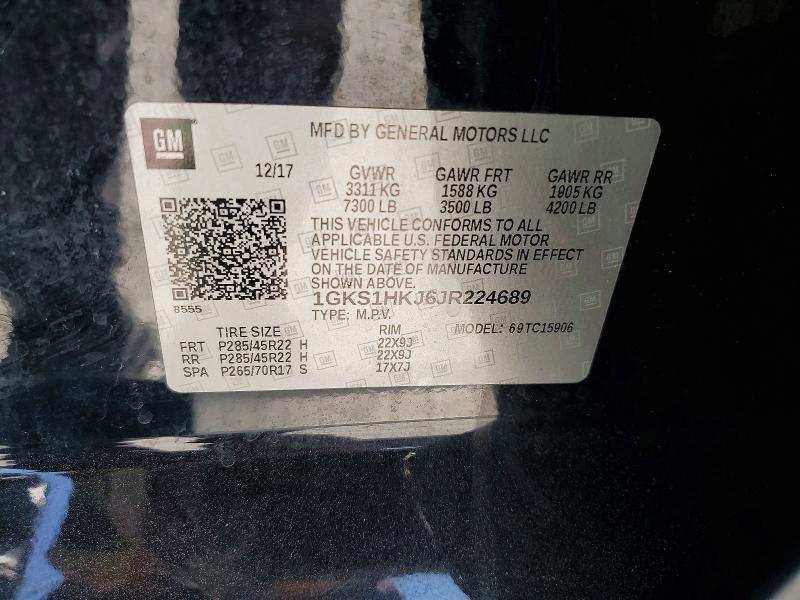 GM
MFD BY GENERAL MOTORS LLC
12/17 GVWR GAWR FRT GAWR RR
3311 KG 1588 KG 1905 KG
7300 LB 3500 LB 4200 LB
THIS VEHICLE CONFORMS TO ALL
APPLICABLE U.S. FEDERAL MOTOR
VEHICLE SAFETY STANDARDS IN EFFECT
ON THE DATE OF MANUFACTURE
SHOWN ABOVE.
8555
1GKS1HKJ6JR224689
TYPE: M.P.V. MODEL: 69TC15906
TIRE SIZE RIM
FRT P285/45R22 H 22X9J
RR P285/45R22 H 22X9J
SPA P265/70R17 S 17X7J